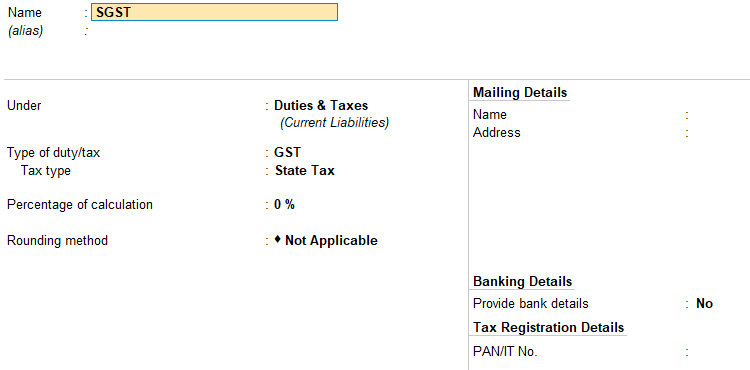 Name : SGST
(alias) :
Under : Duties & Taxes
(Current Liabilities)
Type of duty/tax : GST
Tax type : State Tax
Percentage of calculation : 0 %
Rounding method : ♦ Not Applicable
Mailing Details
Name :
Address :
Banking Details
Provide bank details : No
Tax Registration Details
PAN/IT No. :